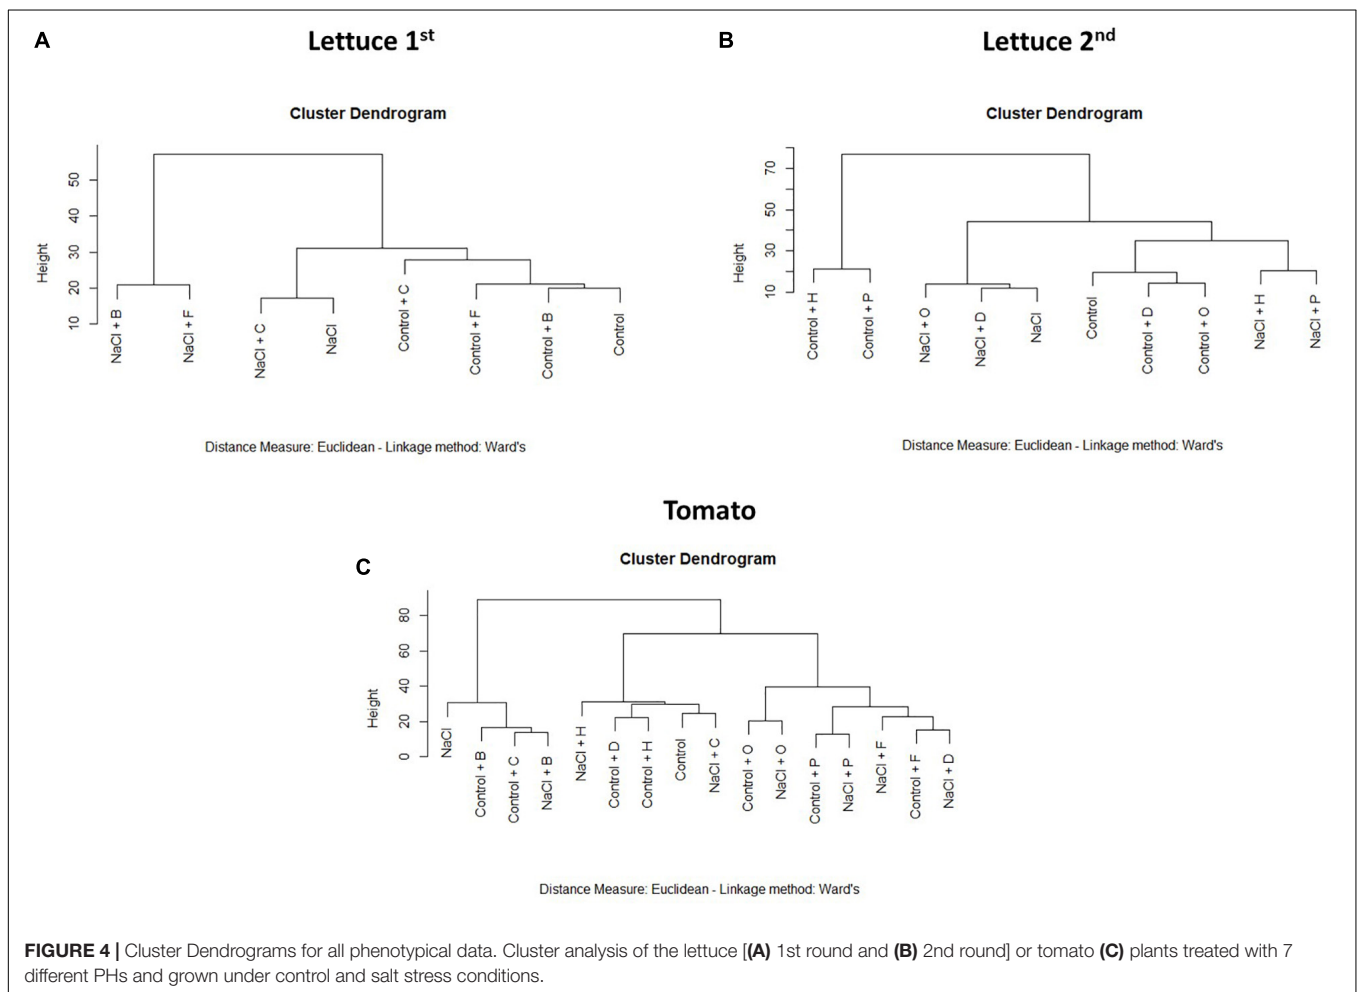 A
Lettuce 1st
Cluster Dendrogram
Height
50
40
30
20
10
NaCl + B
NaCl + F
NaCl + C
NaCl
Control + C
Control + F
Control + B
Control
Distance Measure: Euclidean - Linkage method: Ward's
B
Lettuce 2nd
Cluster Dendrogram
Height
70
50
30
10
Control + H
Control + P
NaCl + O
NaCl + D
NaCl
Control
Control + D
Control + O
NaCl + H
NaCl + P
Distance Measure: Euclidean - Linkage method: Ward's
Tomato
C
Cluster Dendrogram
Height
80
60
40
20
0
NaCl
Control + B
Control + C
NaCl + B
NaCl + H
Control + D
Control + H
Control
NaCl + C
Control + O
NaCl + O
Control + P
NaCl + P
NaCl + F
Control + F
NaCl + D
Distance Measure: Euclidean - Linkage method: Ward's
FIGURE 4 | Cluster Dendrograms for all phenotypical data. Cluster analysis of the lettuce [(A) 1st round and (B) 2nd round] or tomato (C) plants treated with 7
different PHs and grown under control and salt stress conditions.